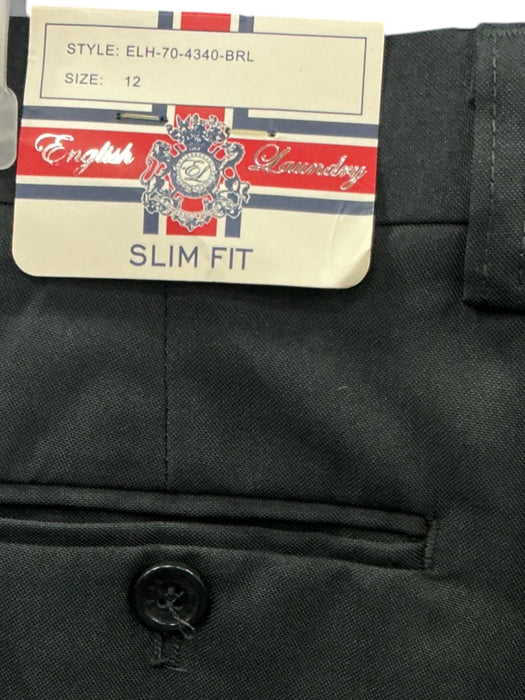 STYLE: ELH-70-4340-BRL
SIZE: 12
English Laundry
SLIM FIT